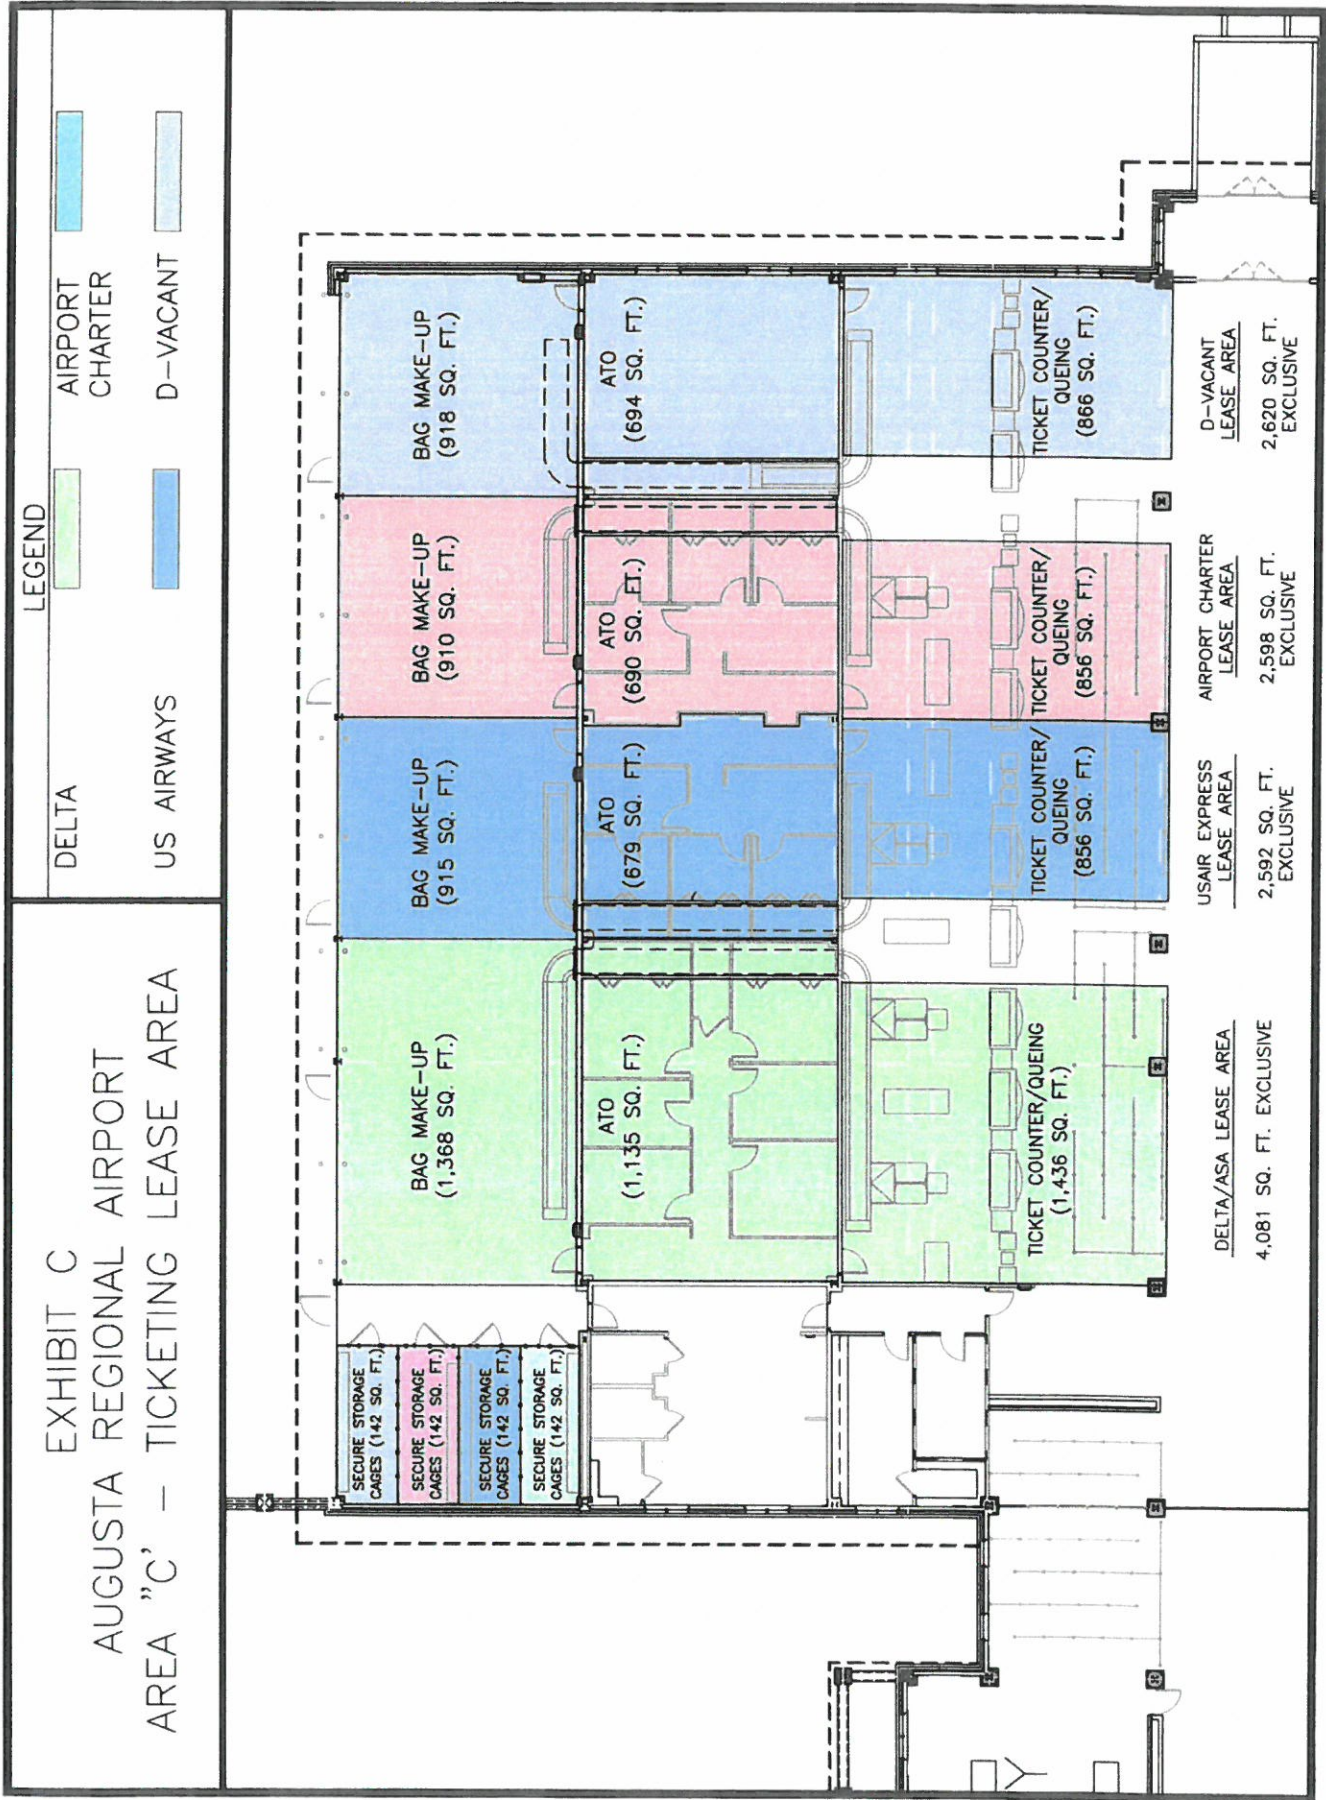 EXHIBIT C
AUGUSTA REGIONAL AIRPORT
AREA "C' – TICKETING LEASE AREA
LEGEND
DELTA
AIRPORT
CHARTER
US AIRWAYS
D-VACANT
SECURE STORAGE
CAGES (142 SQ. FT.)
SECURE STORAGE
CAGES (142 SQ. FT.)
SECURE STORAGE
CAGES (142 SQ. FT.)
SECURE STORAGE
CAGES (142 SQ. FT.)
BAG MAKE-UP
(1,368 SQ. FT.)
BAG MAKE-UP
(915 SQ. FT.)
BAG MAKE-UP
(910 SQ. FT.)
BAG MAKE-UP
(918 SQ. FT.)
ATO
(1,135 SQ. FT.)
ATO
(679 SQ. FT.)
ATO
(690 SQ. FT.)
ATO
(694 SQ. FT.)
TICKET COUNTER/QUEING
(1,436 SQ. FT.)
TICKET COUNTER/
QUEING
(856 SQ. FT.)
TICKET COUNTER/
QUEING
(856 SQ. FT.)
TICKET COUNTER/
QUEING
(866 SQ. FT.)
DELTA/ASA LEASE AREA
4,081 SQ. FT. EXCLUSIVE
USAIR EXPRESS
LEASE AREA
2,592 SQ. FT.
EXCLUSIVE
AIRPORT CHARTER
LEASE AREA
2,598 SQ. FT.
EXCLUSIVE
D-VACANT
LEASE AREA
2,620 SQ. FT.
EXCLUSIVE